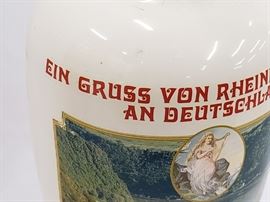 EIN GRUSS VON RHEIN
AN DEUTSCHLA